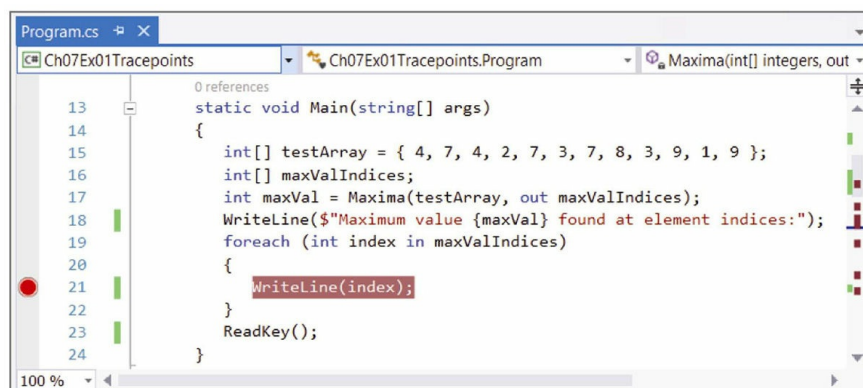 Program.cs
C# Ch07Ex01Tracepoints Ch07Ex01Tracepoints.Program Maxima(int[] integers, out
0 references
13 static void Main(string[] args)
14 {
15 int[] testArray = { 4, 7, 4, 2, 7, 3, 7, 8, 3, 9, 1, 9 };
16 int[] maxValIndices;
17 int maxVal = Maxima(testArray, out maxValIndices);
18 WriteLine($"Maximum value {maxVal} found at element indices:");
19 foreach (int index in maxValIndices)
20 {
21 WriteLine(index);
22 }
23 ReadKey();
24 }
100 %